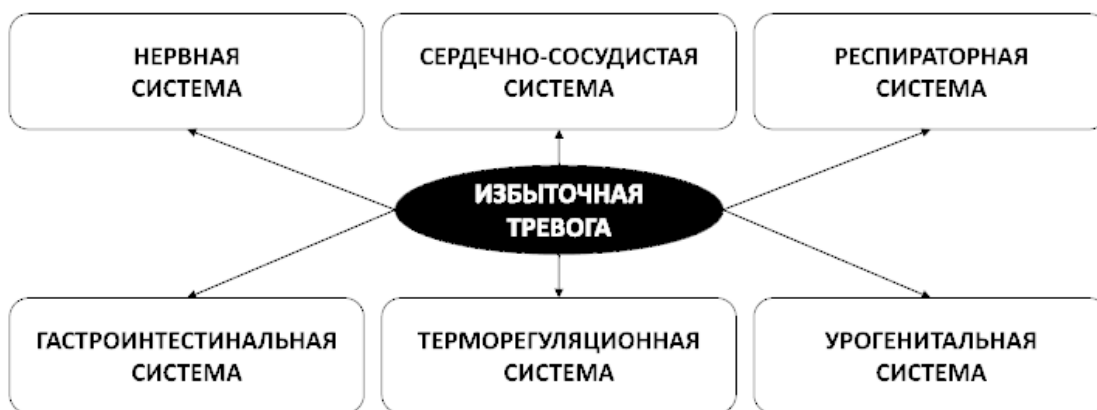 НЕРВНАЯ
СИСТЕМА
СЕРДЕЧНО-СОСУДИСТАЯ
СИСТЕМА
РЕСПИРАТОРНАЯ
СИСТЕМА
ИЗБЫТОЧНАЯ
ТРЕВОГА
ГАСТРОИНТЕСТИНАЛЬНАЯ
СИСТЕМА
ТЕРМОРЕГУЛЯЦИОННАЯ
СИСТЕМА
УРОГЕНИТАЛЬНАЯ
СИСТЕМА